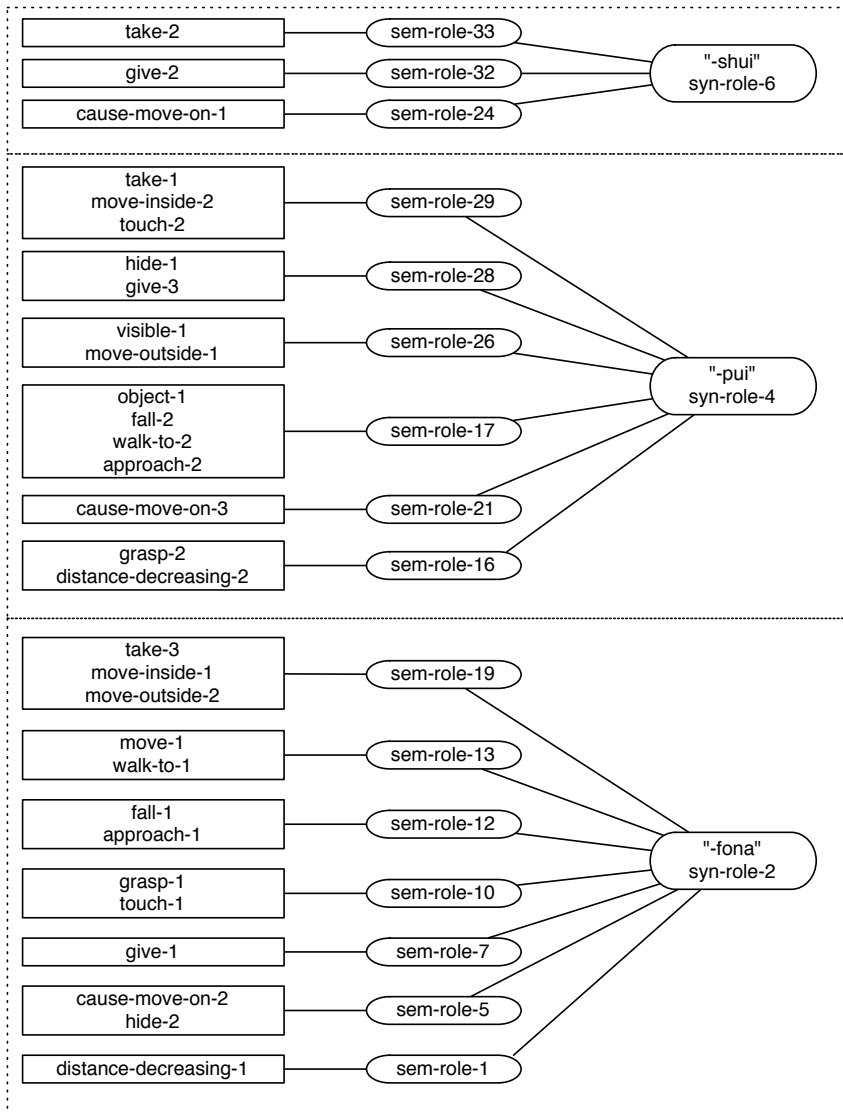 take-2
sem-role-33
give-2
sem-role-32
cause-move-on-1
sem-role-24
"-shui"
syn-role-6
take-1
move-inside-2
touch-2
sem-role-29
hide-1
give-3
sem-role-28
visible-1
move-outside-1
sem-role-26
object-1
fall-2
walk-to-2
approach-2
sem-role-17
cause-move-on-3
sem-role-21
grasp-2
distance-decreasing-2
sem-role-16
"-pui"
syn-role-4
take-3
move-inside-1
move-outside-2
sem-role-19
move-1
walk-to-1
sem-role-13
fall-1
approach-1
sem-role-12
grasp-1
touch-1
sem-role-10
give-1
sem-role-7
cause-move-on-2
hide-2
sem-role-5
distance-decreasing-1
sem-role-1
"-fona"
syn-role-2